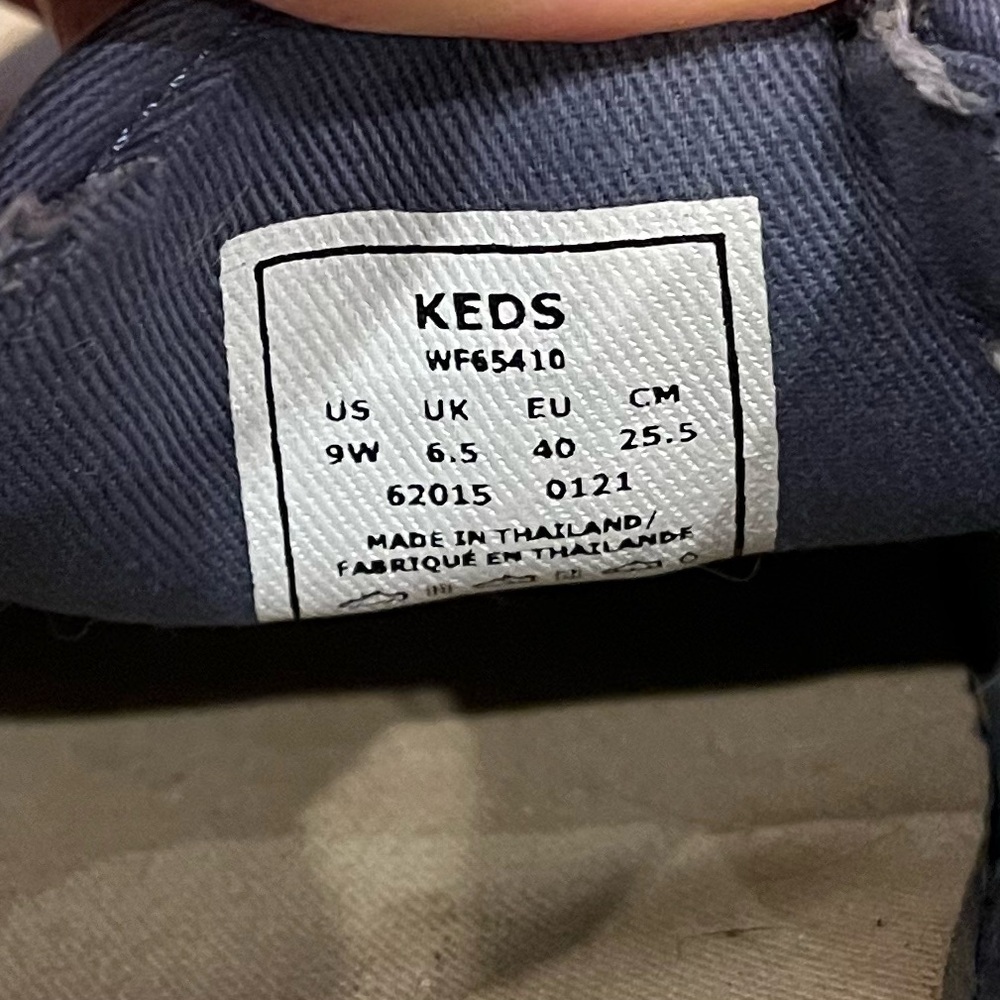 KEDS
WF65410
US UK EU CM
9W 6.5 40 25.5
62015 0121
MADE IN THAILAND/
FABRIQUÉ EN THAILANDE